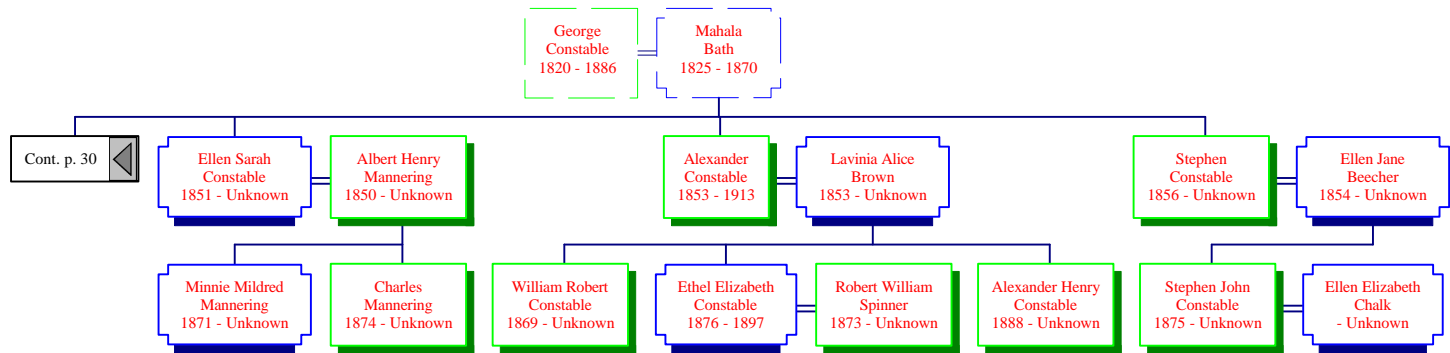 George
Constable
1820 - 1886
Mahala
Bath
1825 - 1870
Cont. p. 30
Ellen Sarah
Constable
1851 - Unknown
Albert Henry
Mannering
1850 - Unknown
Alexander
Constable
1853 - 1913
Lavinia Alice
Brown
1853 - Unknown
Stephen
Constable
1856 - Unknown
Ellen Jane
Beecher
1854 - Unknown
Minnie Mildred
Mannering
1871 - Unknown
Charles
Mannering
1874 - Unknown
William Robert
Constable
1869 - Unknown
Ethel Elizabeth
Constable
1876 - 1897
Robert William
Spinner
1873 - Unknown
Alexander Henry
Constable
1888 - Unknown
Stephen John
Constable
1875 - Unknown
Ellen Elizabeth
Chalk
- Unknown